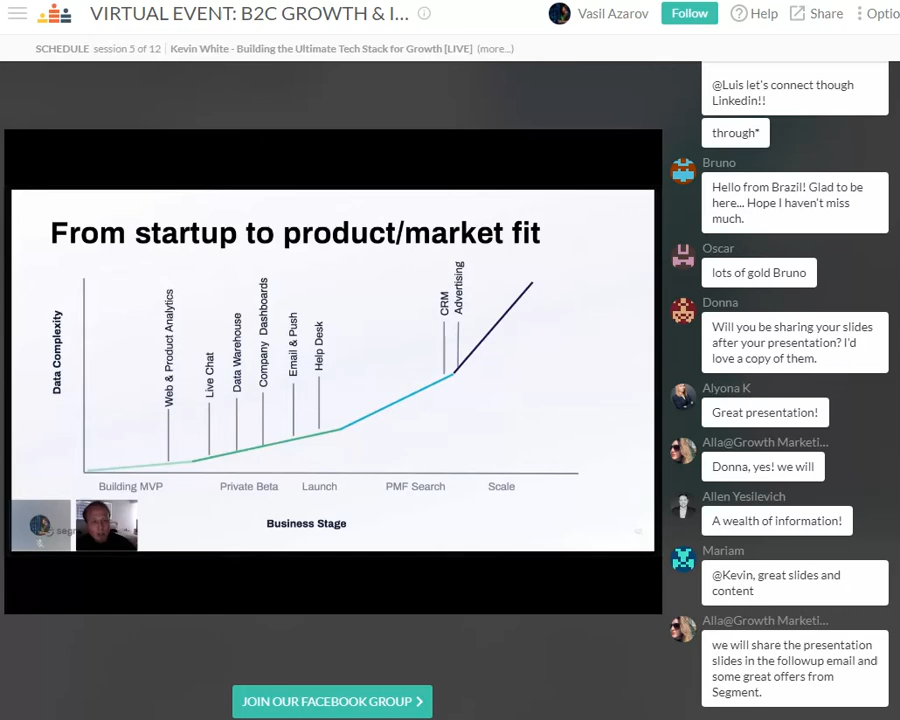 VIRTUAL EVENT: B2C GROWTH & I...
Vasil Azarov
Follow
Help
Share
Optio
SCHEDULE session 5 of 12 | Kevin White - Building the Ultimate Tech Stack for Growth [LIVE] (more...)
From startup to product/market fit
Data Complexity
Web & Product Analytics
Live Chat
Data Warehouse
Company Dashboards
Email & Push
Help Desk
CRM
Advertising
Building MVP
Private Beta
Launch
PMF Search
Scale
Business Stage
segm
JOIN OUR FACEBOOK GROUP
@Luis let's connect though
Linkedin!!
through*
Bruno
Hello from Brazil! Glad to be
here... Hope I haven't miss
much.
Oscar
lots of gold Bruno
Donna
Will you be sharing your slides
after your presentation? I'd
love a copy of them.
Alyona K
Great presentation!
Alla@Growth Marketi...
Donna, yes! we will
Allen Yesilevich
A wealth of information!
Mariam
@Kevin, great slides and
content
Alla@Growth Marketi...
we will share the presentation
slides in the followup email and
some great offers from
Segment.